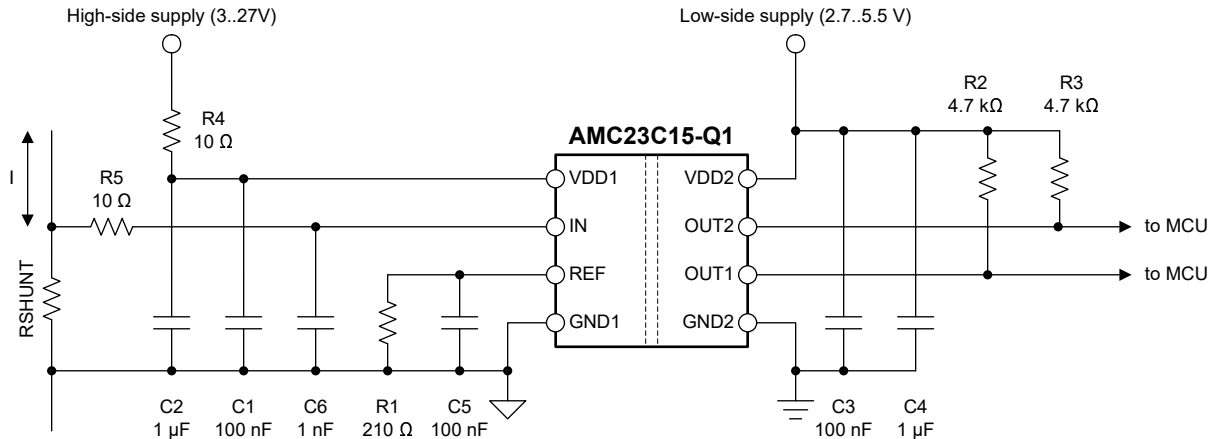 High-side supply (3..27V)
Low-side supply (2.7..5.5 V)
R2
4.7 kΩ
R3
4.7 kΩ
R4
10 Ω
AMC23C15-Q1
I
R5
10 Ω
VDD1
VDD2
IN
OUT2
to MCU
REF
OUT1
to MCU
RSHUNT
GND1
GND2
C2
1 µF
C1
100 nF
C6
1 nF
R1
210 Ω
C5
100 nF
C3
100 nF
C4
1 µF